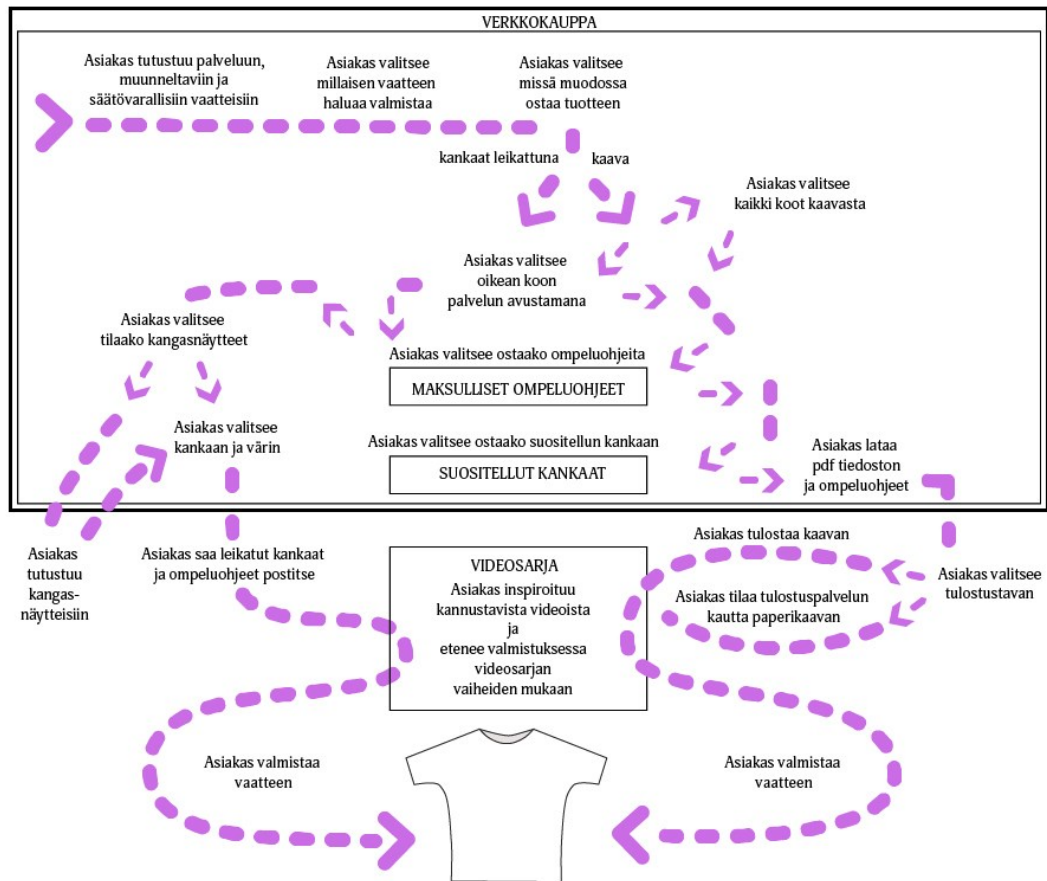 VERKKOKAUPPA
Asiakas tutustuu palveluun,
muunneltaviin ja
säätövarallisiin vaatteisiin
Asiakas valitsee
millaisen vaatteen
haluaa valmistaa
Asiakas valitsee
missä muodossa
ostaa tuotteen
kankaat leikattuna
kaava
Asiakas valitsee
kaikki koot kaavasta
Asiakas valitsee
oikean koon
palvelun avustamana
Asiakas valitsee
tilaako kangasnäytteet
Asiakas valitsee ostaako ompeluohjeita
MAKSULLISET OMPELUOHJEET
Asiakas valitsee
kankaan ja värin
Asiakas valitsee ostaako suositellun kankaan
SUOSITELLUT KANKAAT
Asiakas lataa
pdf tiedoston
ja ompeluohjeet
Asiakas
tutustuu
kangas-
näytteisiin
Asiakas saa leikatut kankaat
ja ompeluohjeet postitse
VIDEOSARJA
Asiakas inspiroituu
kannustavista videoista
ja
etenee valmistuksessa
videosarjan
vaiheiden mukaan
Asiakas tulostaa kaavan
Asiakas tilaa tulostuspalvelun
kautta paperikaavan
Asiakas valitsee
tulostustavan
Asiakas valmistaa
vaatteen
Asiakas valmistaa
vaatteen